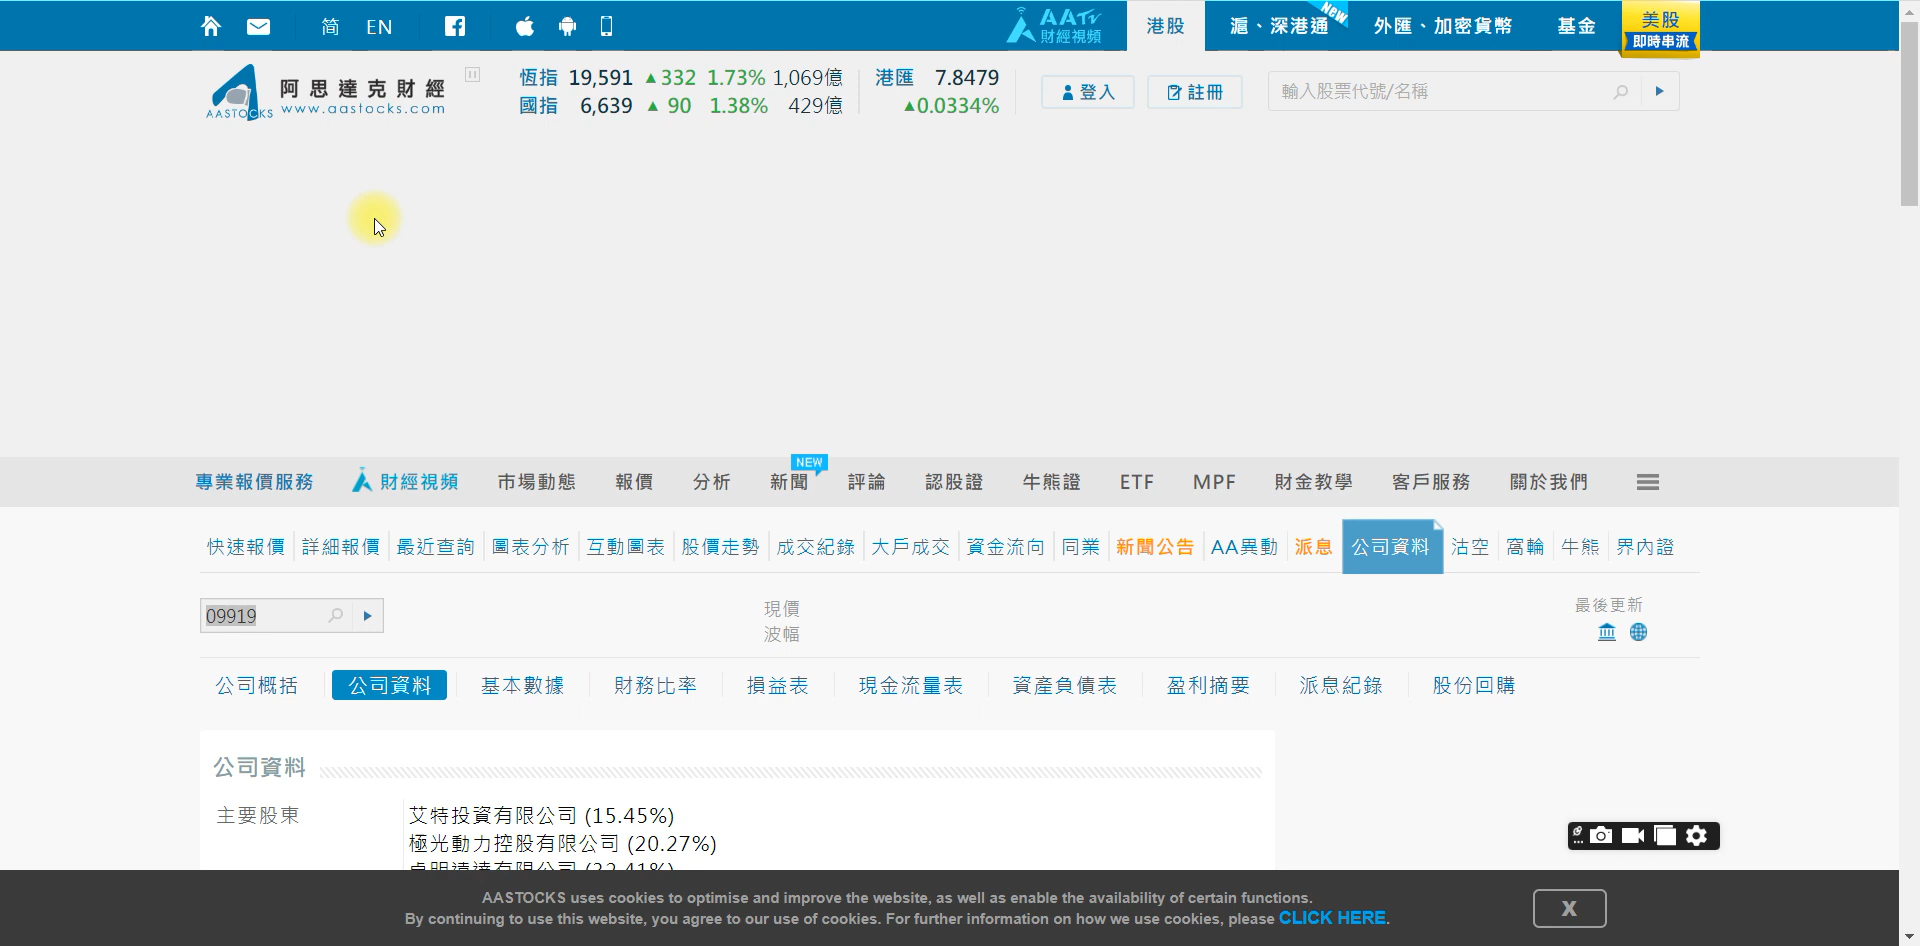 简 EN
AATV 財經視頻
港股 滬、深港通 New 外匯、加密貨幣 基金 美股 即時串流
AASTOCKS 阿思達克財經 www.aastocks.com
恆指 19,591 ▲332 1.73% 1,069億 港匯 7.8479
國指 6,639 ▲ 90 1.38% 429億 ▲0.0334%
登入 註冊 輸入股票代號/名稱
NEW
專業報價服務 財經視頻 市場動態 報價 分析 新聞 評論 認股證 牛熊證 ETF MPF 財金教學 客戶服務 關於我們
快速報價 詳細報價 最近查詢 圖表分析 互動圖表 股價走勢 成交紀錄 大戶成交 資金流向 同業 新聞公告 AA異動 派息 公司資料 沽空 窩輪 牛熊 界內證
09919 現價 最後更新
波幅
公司概括 公司資料 基本數據 財務比率 損益表 現金流量表 資產負債表 盈利摘要 派息紀錄 股份回購
公司資料
主要股東 艾特投資有限公司 (15.45%)
極光動力控股有限公司 (20.27%)
AASTOCKS uses cookies to optimise and improve the website, as well as enable the availability of certain functions.
By continuing to use this website, you agree to our use of cookies. For further information on how we use cookies, please CLICK HERE.
X